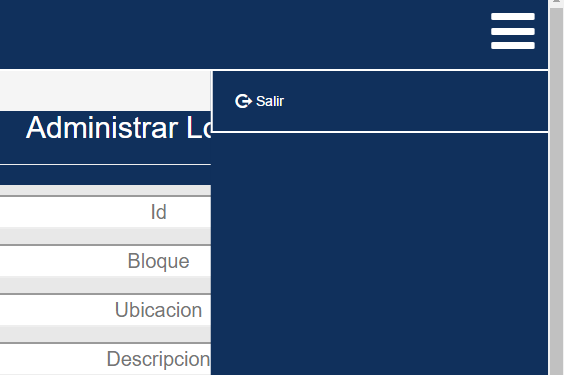 Salir
Administrar Lo
Id
Bloque
Ubicacion
Descripcion